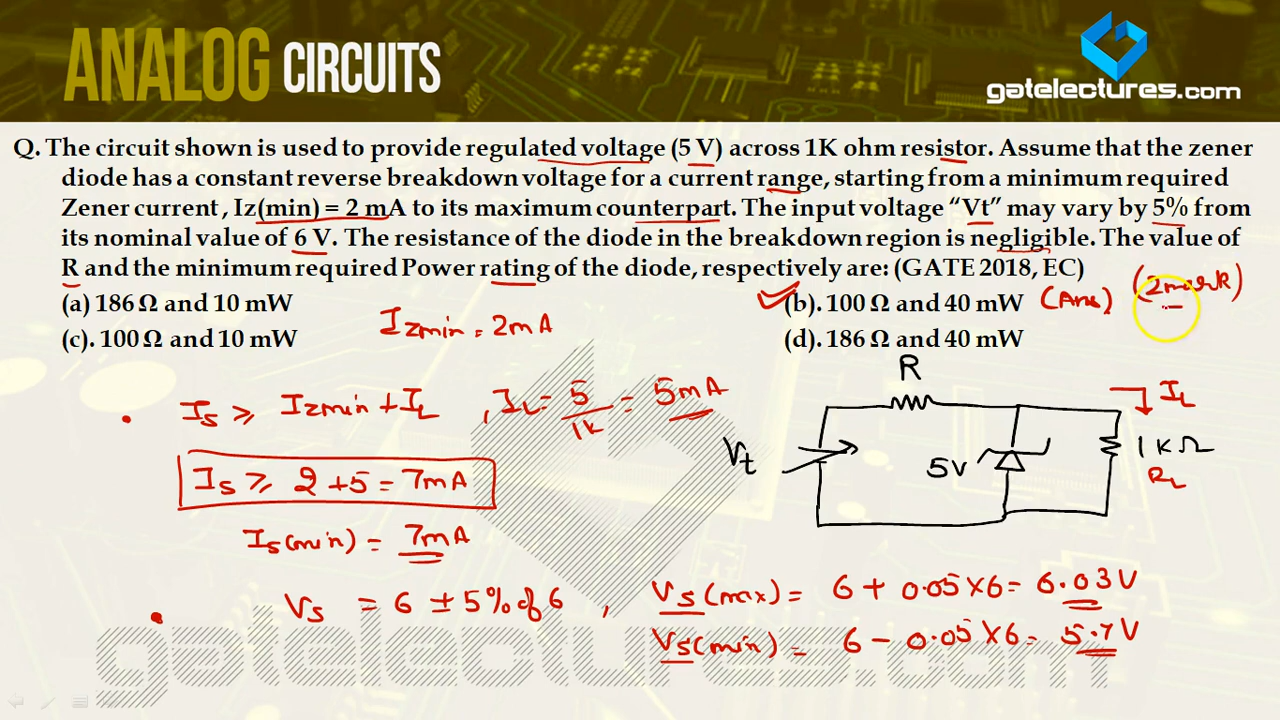 ANALOG CIRCUITS
gatelectures.com
Q. The circuit shown is used to provide regulated voltage (5 V) across 1K ohm resistor. Assume that the zener
diode has a constant reverse breakdown voltage for a current range, starting from a minimum required
Zener current , Iz(min) = 2 mA to its maximum counterpart. The input voltage “Vt” may vary by 5% from
its nominal value of 6 V. The resistance of the diode in the breakdown region is negligible. The value of
R and the minimum required Power rating of the diode, respectively are: (GATE 2018, EC)
(a) 186 Ω and 10 mW
(b). 100 Ω and 40 mW (Ans) (2 mark)
(c). 100 Ω and 10 mW
(d). 186 Ω and 40 mW
Izmin = 2mA
Is ≥ Izmin + IL , IL = 5/1k = 5mA
Is ≥ 2 + 5 = 7mA
Is(min) = 7mA
Vs = 6 ± 5% of 6 , Vs(max) = 6 + 0.05 X 6 = 6.03V
Vs(min) = 6 - 0.05 X 6 = 5.7V
R
IL
Vt
5V
1KΩ
RL
gatelectures.com